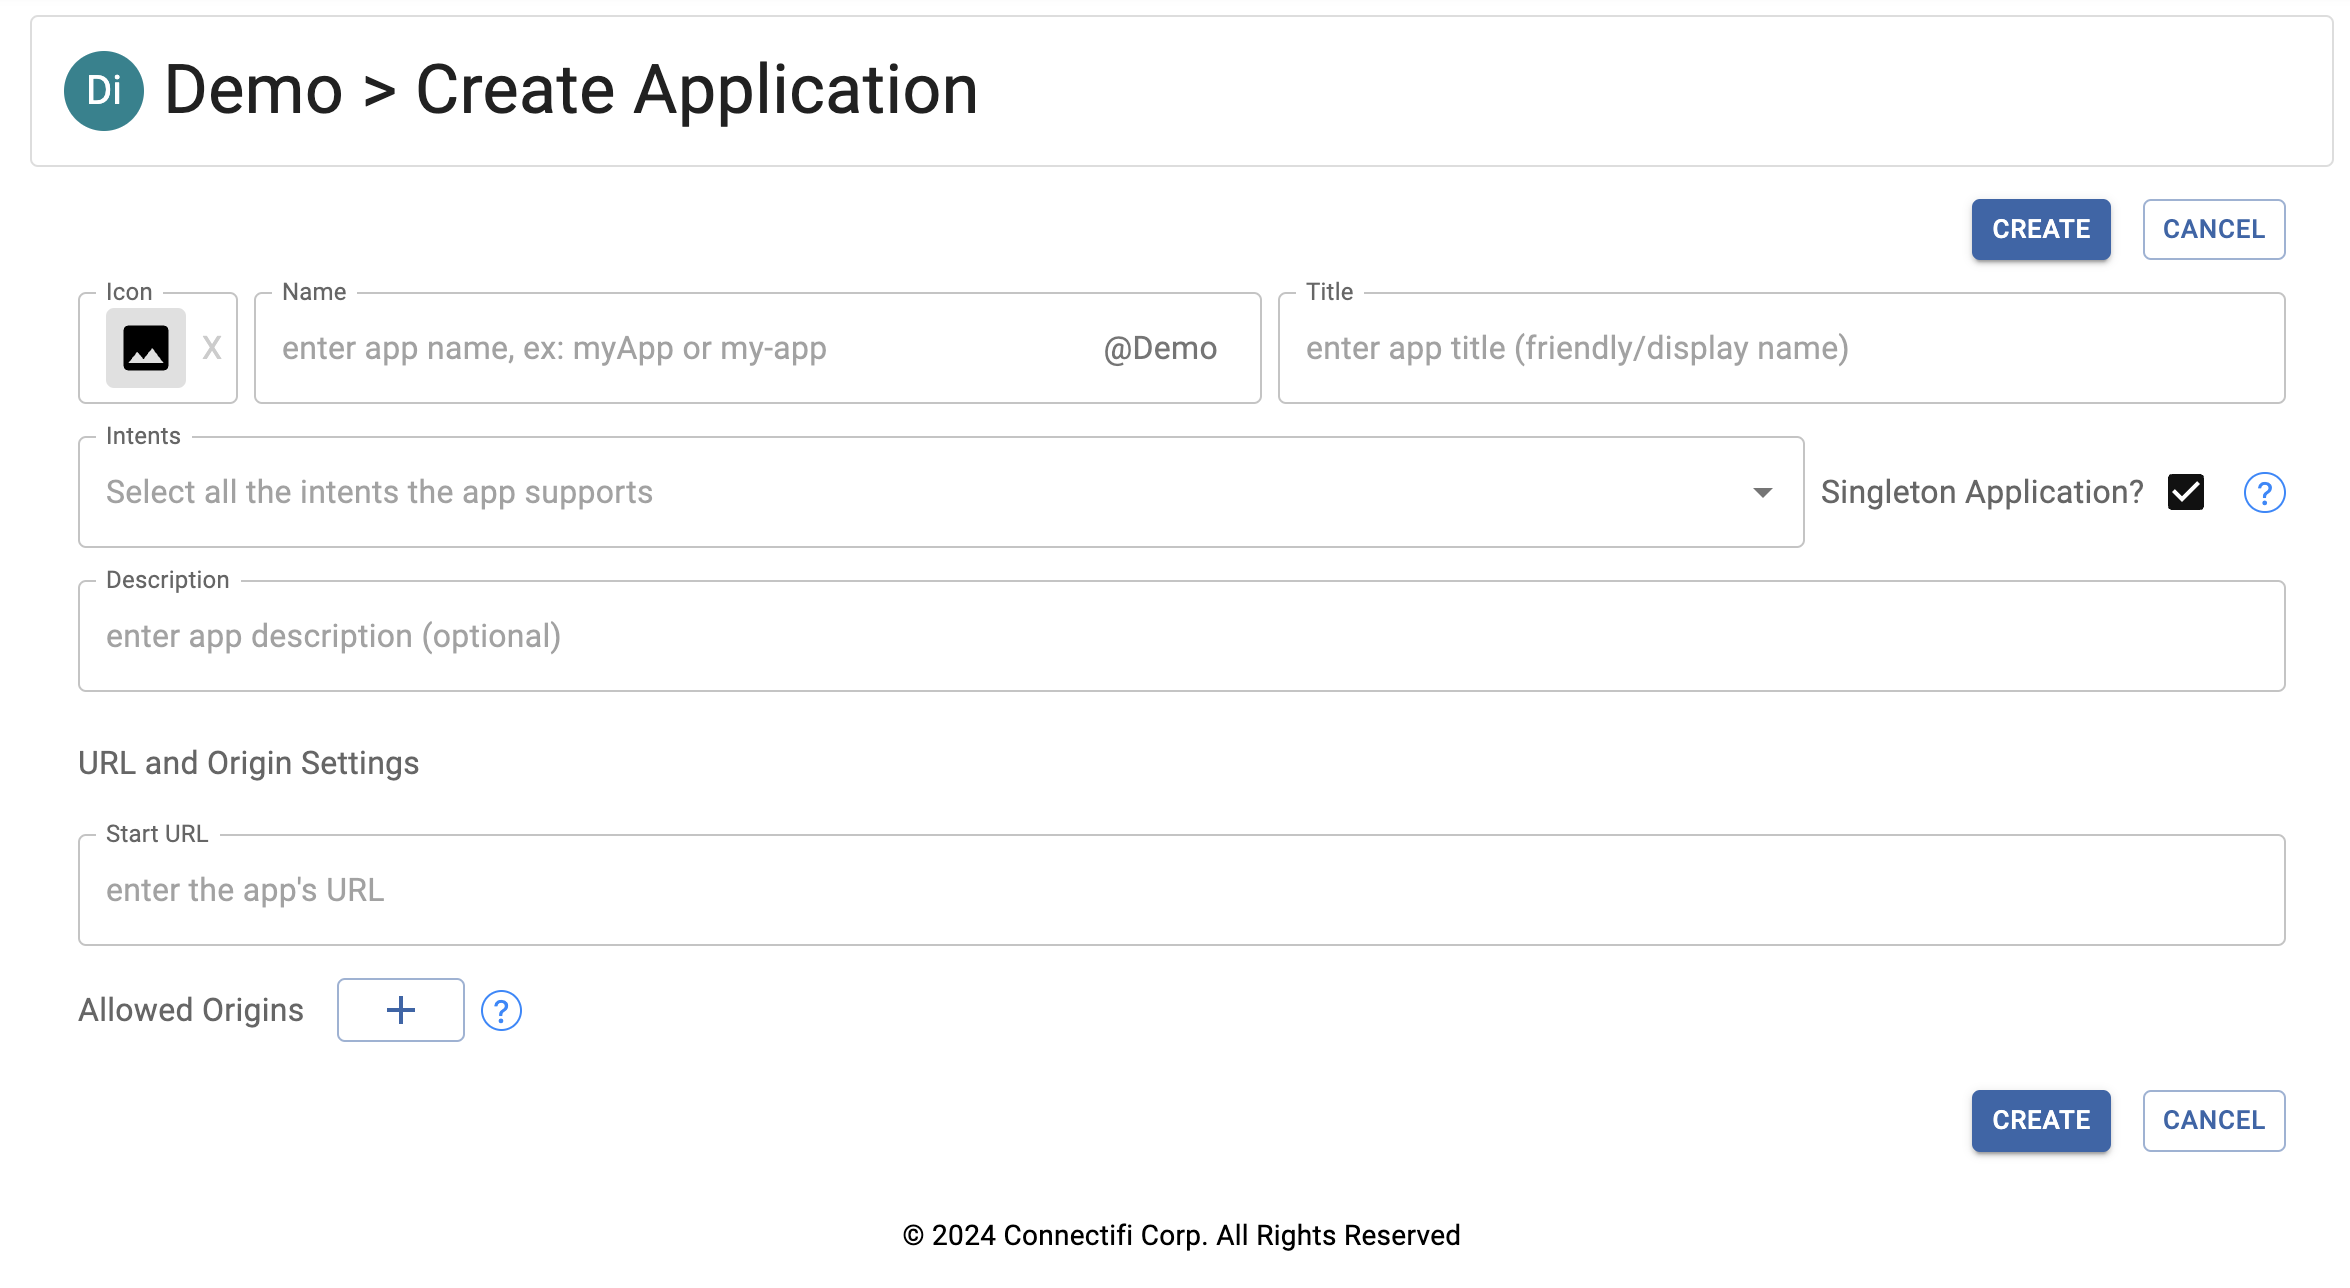 Di Demo > Create Application
CREATE CANCEL
Icon Name Title
X enter app name, ex: myApp or my-app @Demo enter app title (friendly/display name)
Intents
Select all the intents the app supports Singleton Application? ?
Description
enter app description (optional)
URL and Origin Settings
Start URL
enter the app's URL
Allowed Origins + ?
CREATE CANCEL
© 2024 Connectifi Corp. All Rights Reserved